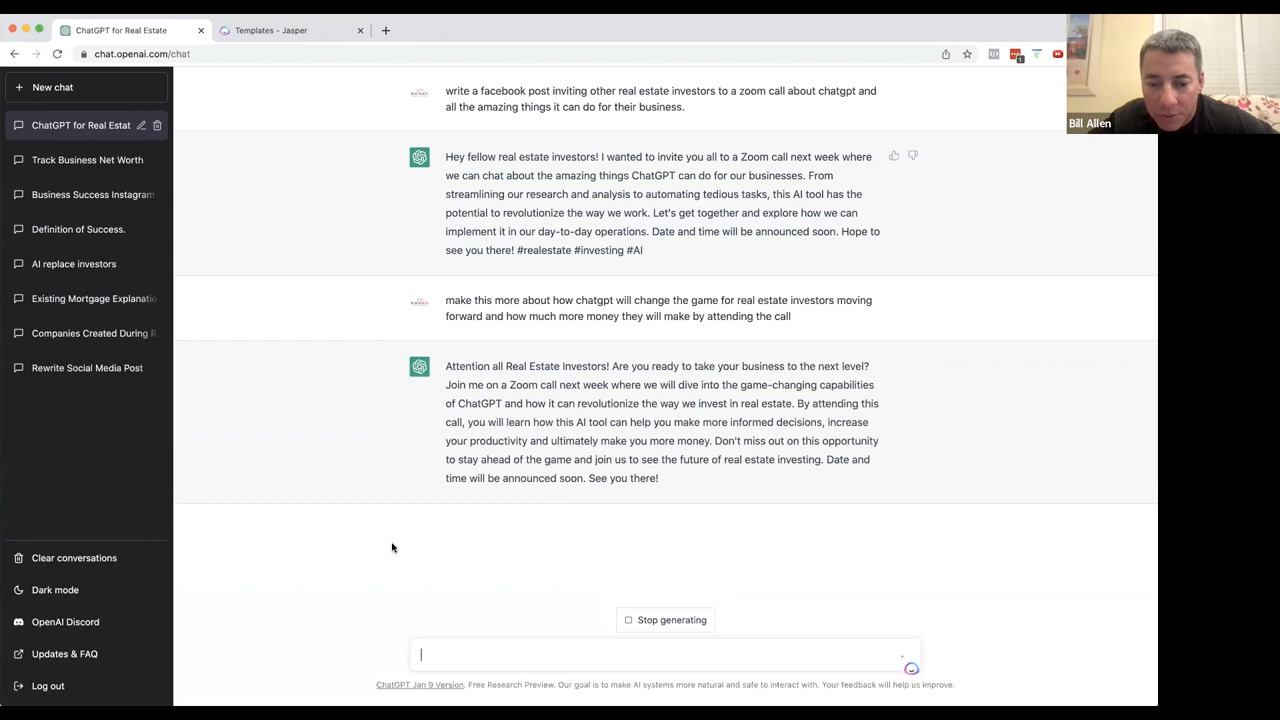 ChatGPT for Real Estate
Templates - Jasper
chat.openai.com/chat
1
Bill Allen
New chat
ChatGPT for Real Estat
Track Business Net Worth
Business Success Instagram
Definition of Success.
AI replace investors
Existing Mortgage Explanatio
Companies Created During R
Rewrite Social Media Post
Clear conversations
Dark mode
OpenAI Discord
Updates & FAQ
Log out
write a facebook post inviting other real estate investors to a zoom call about chatgpt and
all the amazing things it can do for their business.
Hey fellow real estate investors! I wanted to invite you all to a Zoom call next week where
we can chat about the amazing things ChatGPT can do for our businesses. From
streamlining our research and analysis to automating tedious tasks, this AI tool has the
potential to revolutionize the way we work. Let's get together and explore how we can
implement it in our day-to-day operations. Date and time will be announced soon. Hope to
see you there! #realestate #investing #AI
make this more about how chatgpt will change the game for real estate investors moving
forward and how much more money they will make by attending the call
Attention all Real Estate Investors! Are you ready to take your business to the next level?
Join me on a Zoom call next week where we will dive into the game-changing capabilities
of ChatGPT and how it can revolutionize the way we invest in real estate. By attending this
call, you will learn how this AI tool can help you make more informed decisions, increase
your productivity and ultimately make you more money. Don't miss out on this opportunity
to stay ahead of the game and join us to see the future of real estate investing. Date and
time will be announced soon. See you there!
Stop generating
ChatGPT Jan 9 Version. Free Research Preview. Our goal is to make AI systems more natural and safe to interact with. Your feedback will help us improve.